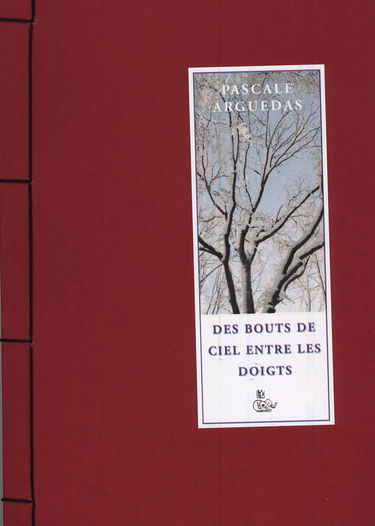 PASCALE
ARGUEDAS
DES BOUTS DE
CIEL ENTRE LES
DOIGTS